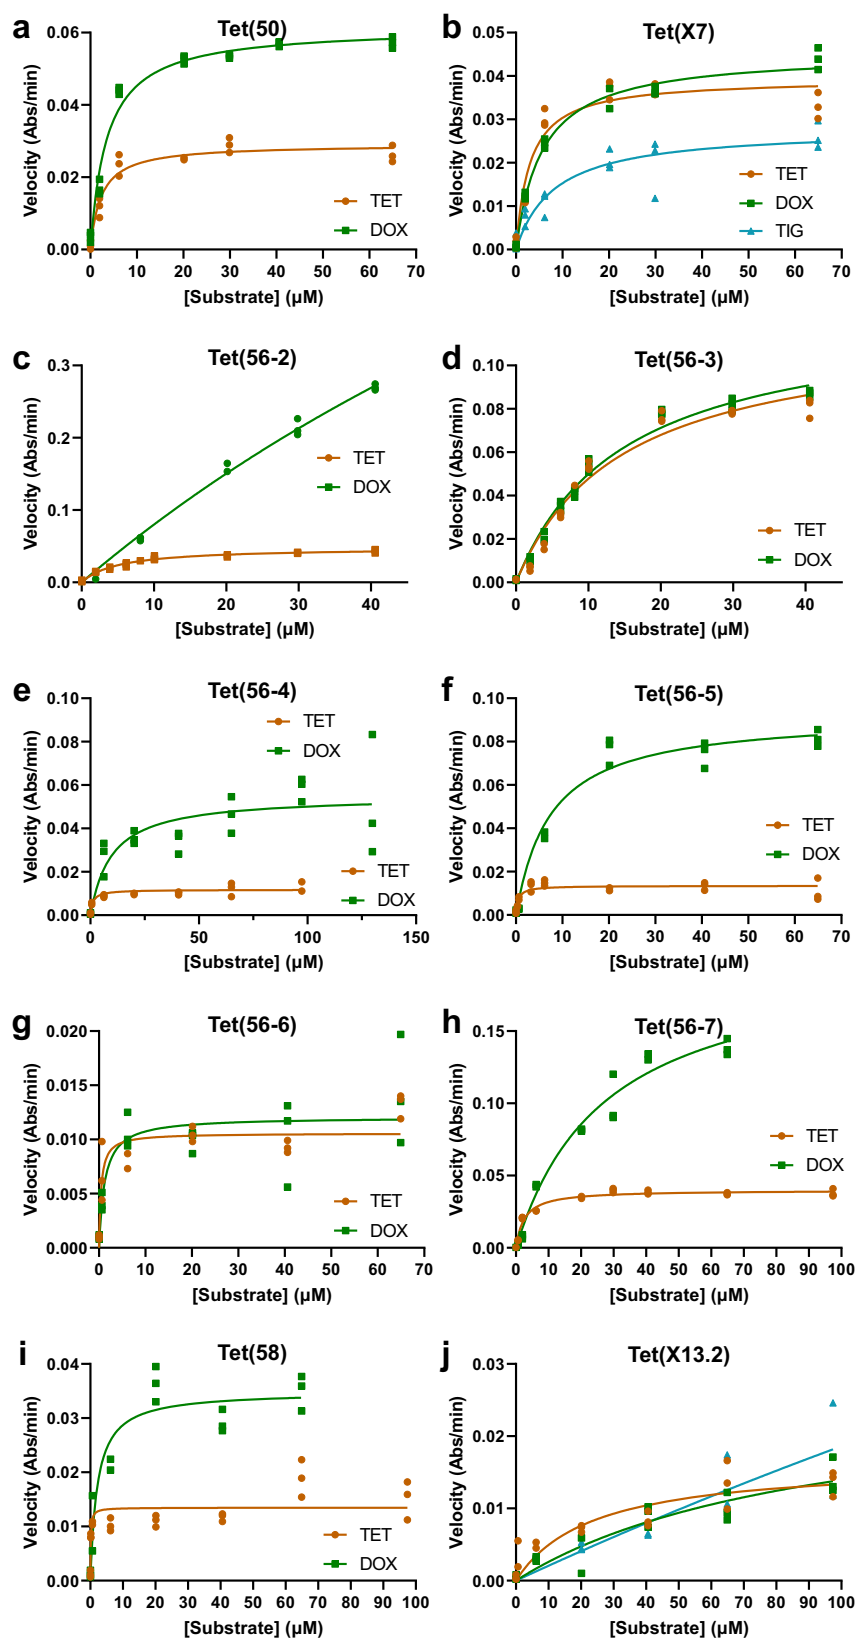 a
Tet(50)
Velocity (Abs/min)
0.06
0.04
0.02
0.00
TET
DOX
0 10 20 30 40 50 60 70
[Substrate] (µM)
b
Tet(X7)
Velocity (Abs/min)
0.05
0.04
0.03
0.02
0.01
0.00
TET
DOX
TIG
0 10 20 30 40 50 60 70
[Substrate] (µM)
c
Tet(56-2)
Velocity (Abs/min)
0.3
0.2
0.1
0.0
TET
DOX
0 10 20 30 40
[Substrate] (µM)
d
Tet(56-3)
Velocity (Abs/min)
0.10
0.08
0.06
0.04
0.02
0.00
TET
DOX
0 10 20 30 40
[Substrate] (µM)
e
Tet(56-4)
Velocity (Abs/min)
0.10
0.08
0.06
0.04
0.02
0.00
TET
DOX
TET
DOX
0 50 100 150
[Substrate] (µM)
f
Tet(56-5)
Velocity (Abs/min)
0.10
0.08
0.06
0.04
0.02
0.00
TET
DOX
0 10 20 30 40 50 60 70
[Substrate] (µM)
g
Tet(56-6)
Velocity (Abs/min)
0.020
0.015
0.010
0.005
0.000
TET
DOX
0 10 20 30 40 50 60 70
[Substrate] (µM)
h
Tet(56-7)
Velocity (Abs/min)
0.15
0.10
0.05
0.00
TET
DOX
0 10 20 30 40 50 60 70 80 90 100
[Substrate] (µM)
i
Tet(58)
Velocity (Abs/min)
0.04
0.03
0.02
0.01
0.00
TET
DOX
0 10 20 30 40 50 60 70 80 90 100
[Substrate] (µM)
j
Tet(X13.2)
Velocity (Abs/min)
0.03
0.02
0.01
0.00
0 10 20 30 40 50 60 70 80 90 100
[Substrate] (µM)